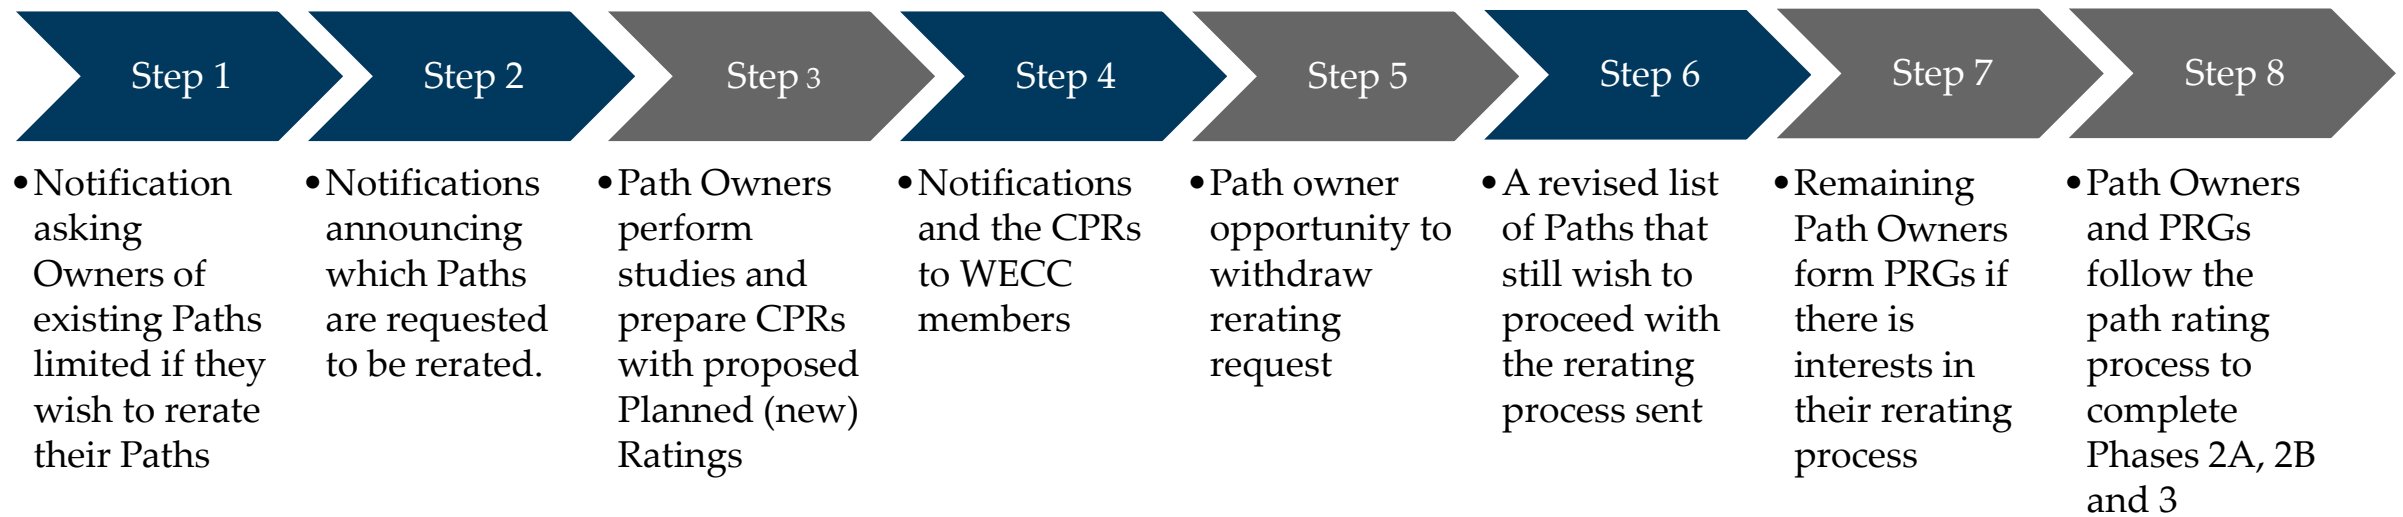 Step 1
Step 2
Step 3
Step 4
Step 5
Step 6
Step 7
Step 8
•Notification
asking
Owners of
existing Paths
limited if they
wish to rerate
their Paths
•Notifications
announcing
which Paths
are requested
to be rerated.
•Path Owners
perform
studies and
prepare CPRs
with proposed
Planned (new)
Ratings
•Notifications
and the CPRs
to WECC
members
•Path owner
opportunity to
withdraw
rerating
request
•A revised list
of Paths that
still wish to
proceed with
the rerating
process sent
•Remaining
Path Owners
form PRGs if
there is
interests in
their rerating
process
•Path Owners
and PRGs
follow the
path rating
process to
complete
Phases 2A, 2B
and 3